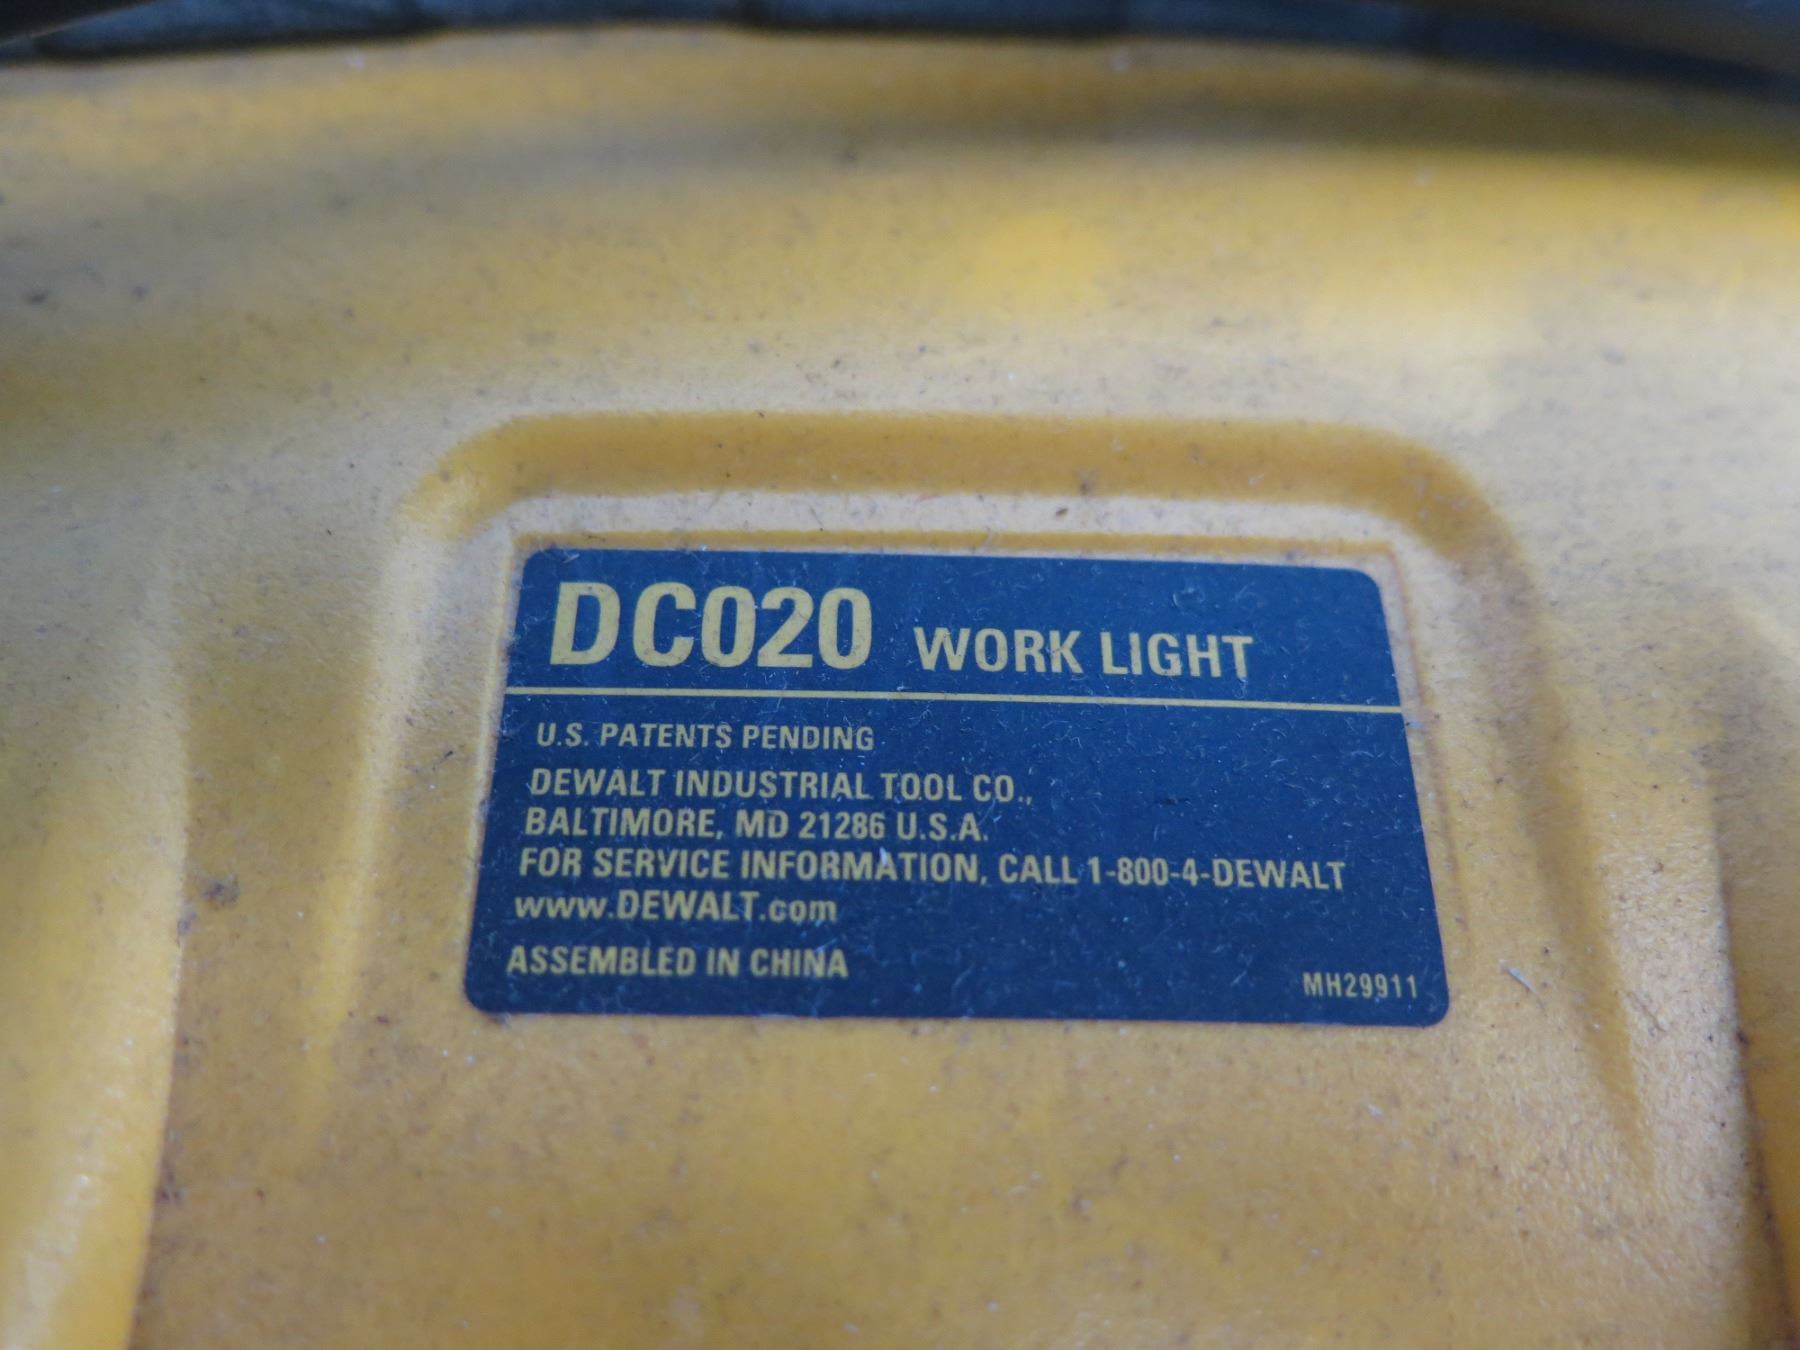 DC020 WORK LIGHT
U.S. PATENTS PENDING
DEWALT INDUSTRIAL TOOL CO.,
BALTIMORE, MD 21286 U.S.A.
FOR SERVICE INFORMATION, CALL 1-800-4-DEWALT
www.DEWALT.com
ASSEMBLED IN CHINA MH29911